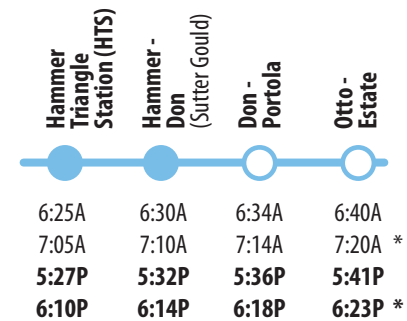 Hammer
Triangle
Station (HTS)
Hammer -
Don
(Sutter Gould)
Don -
Portola
Otto -
Estate
6:25A 6:30A 6:34A 6:40A
7:05A 7:10A 7:14A 7:20A *
5:27P 5:32P 5:36P 5:41P
6:10P 6:14P 6:18P 6:23P *